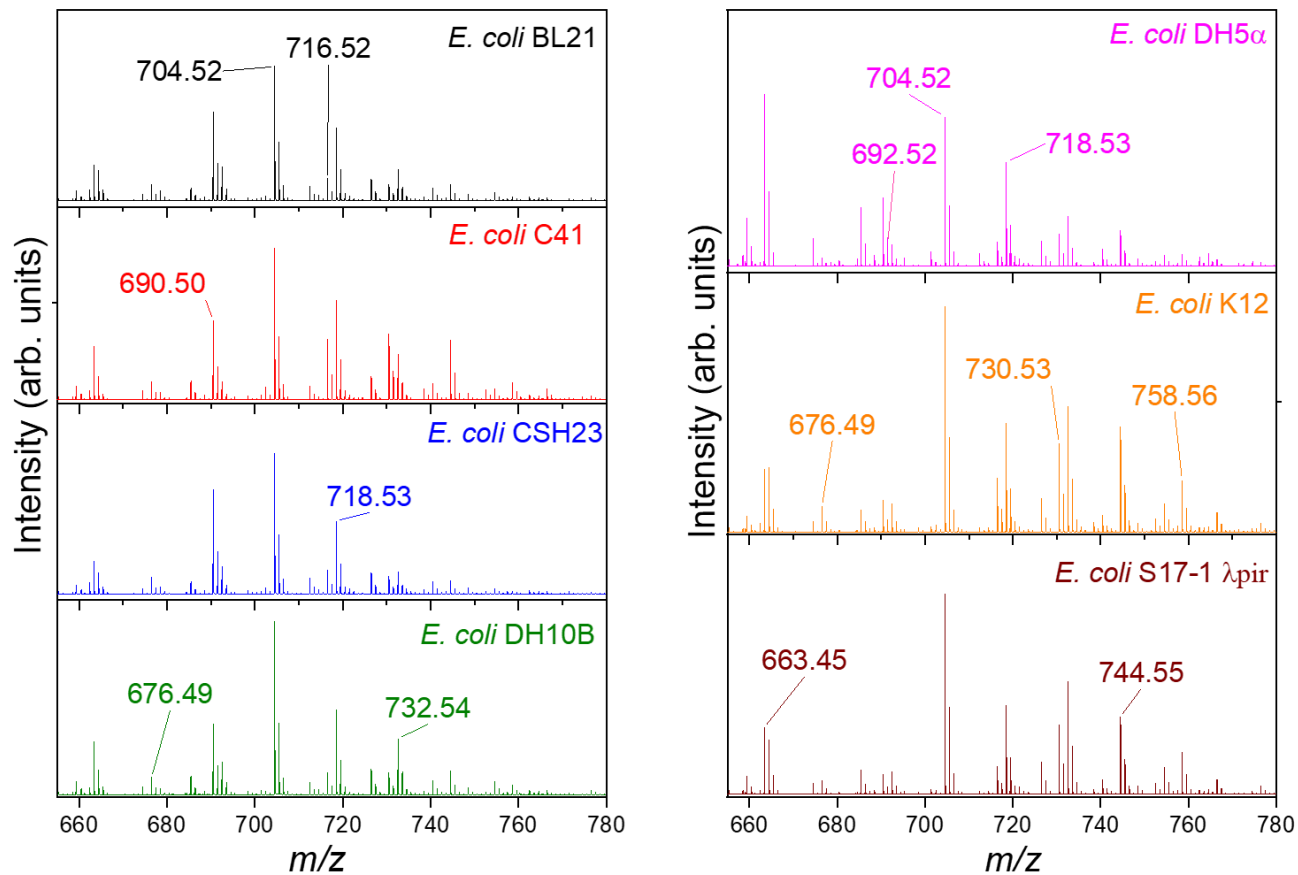 E. coli BL21
716.52
704.52
E. coli C41
690.50
E. coli CSH23
718.53
E. coli DH10B
676.49
732.54
Intensity (arb. units)
660 680 700 720 740 760 780
m/z
E. coli DH5α
704.52
692.52
718.53
E. coli K12
730.53
758.56
676.49
E. coli S17-1 λpir
663.45
744.55
Intensity (arb. units)
660 680 700 720 740 760 780
m/z